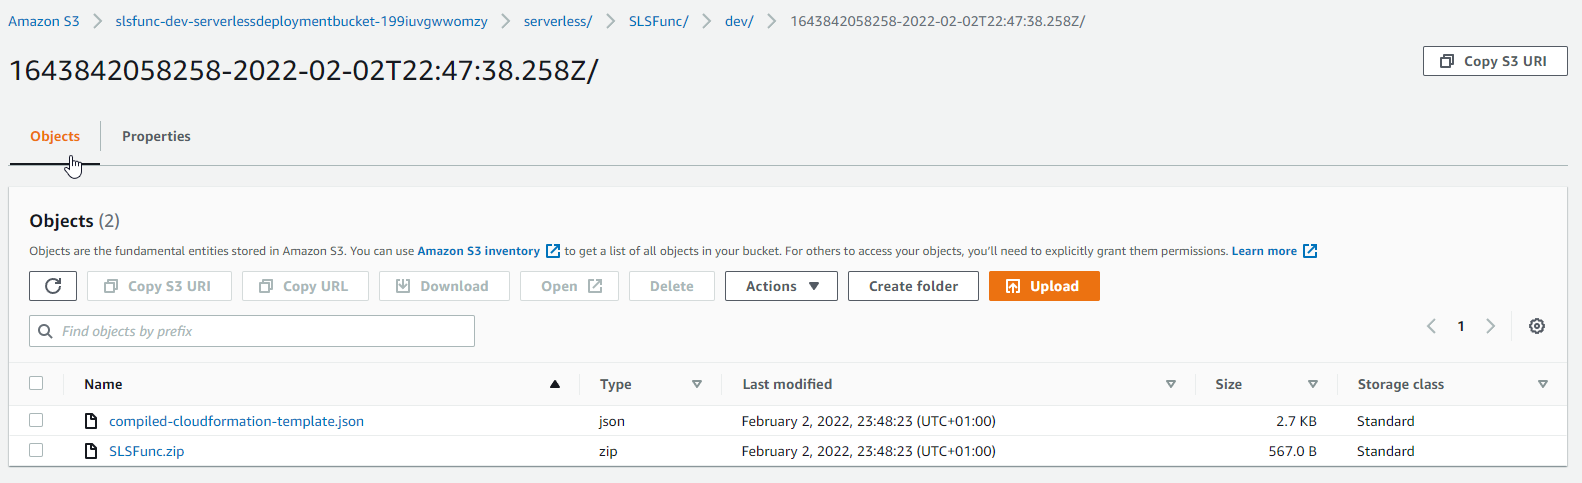 Amazon S3 > slsfunc-dev-serverlessdeploymentbucket-199iuvgwwomzy > serverless/ > SLSFunc/ > dev/ > 1643842058258-2022-02-02T22:47:38.258Z/
1643842058258-2022-02-02T22:47:38.258Z/
Copy S3 URI
Objects Properties
Objects (2)
Objects are the fundamental entities stored in Amazon S3. You can use Amazon S3 inventory to get a list of all objects in your bucket. For others to access your objects, you'll need to explicitly grant them permissions. Learn more
Copy S3 URI Copy URL Download Open Delete Actions Create folder Upload
Find objects by prefix
1
Name Type Last modified Size Storage class
compiled-cloudformation-template.json json February 2, 2022, 23:48:23 (UTC+01:00) 2.7 KB Standard
SLSFunc.zip zip February 2, 2022, 23:48:23 (UTC+01:00) 567.0 B Standard